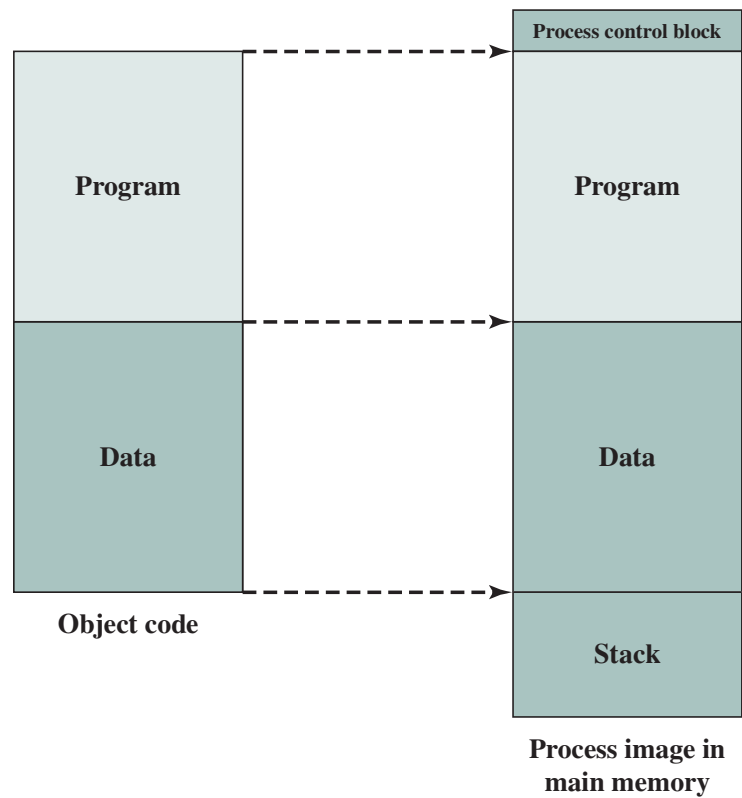 Process control block
Program
Program
Data
Data
Object code
Stack
Process image in
main memory